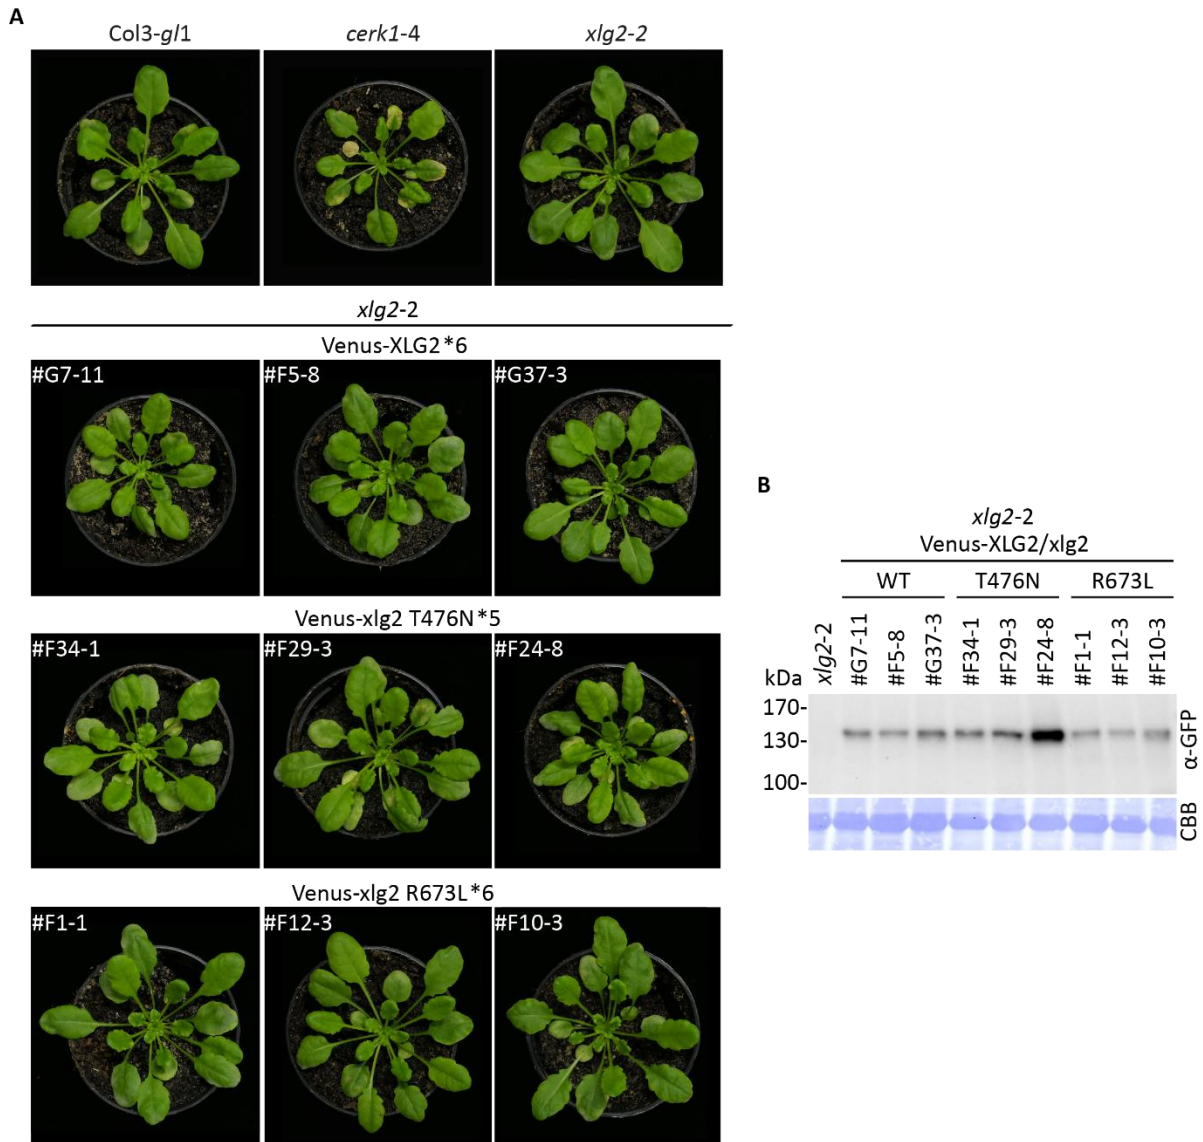 A
Col3-gl1 cerk1-4 xlg2-2
xlg2-2
Venus-XLG2*6
#G7-11 #F5-8 #G37-3
Venus-xlg2 T476N*5
#F34-1 #F29-3 #F24-8
Venus-xlg2 R673L*6
#F1-1 #F12-3 #F10-3
B
xlg2-2
Venus-XLG2/xlg2
WT T476N R673L
kDa xlg2-2 #G7-11 #F5-8 #G37-3 #F34-1 #F29-3 #F24-8 #F1-1 #F12-3 #F10-3
170-
130-
100-
α-GFP
CBB